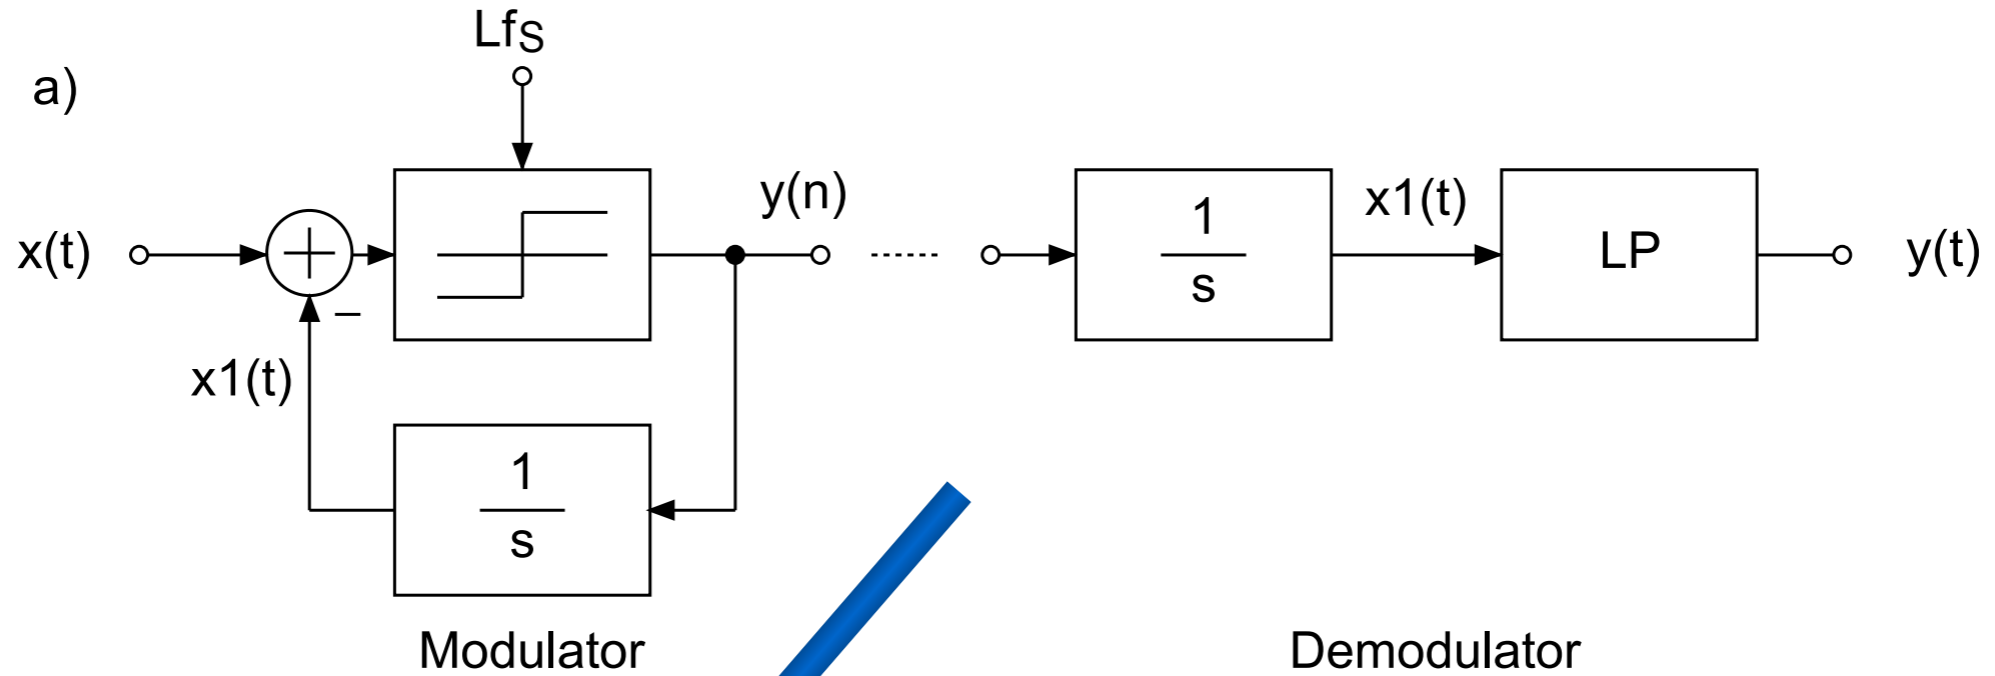 Lfs
a)
x(t)
+
y(n)
1
s
x1(t)
LP
y(t)
–
x1(t)
1
s
Modulator
Demodulator